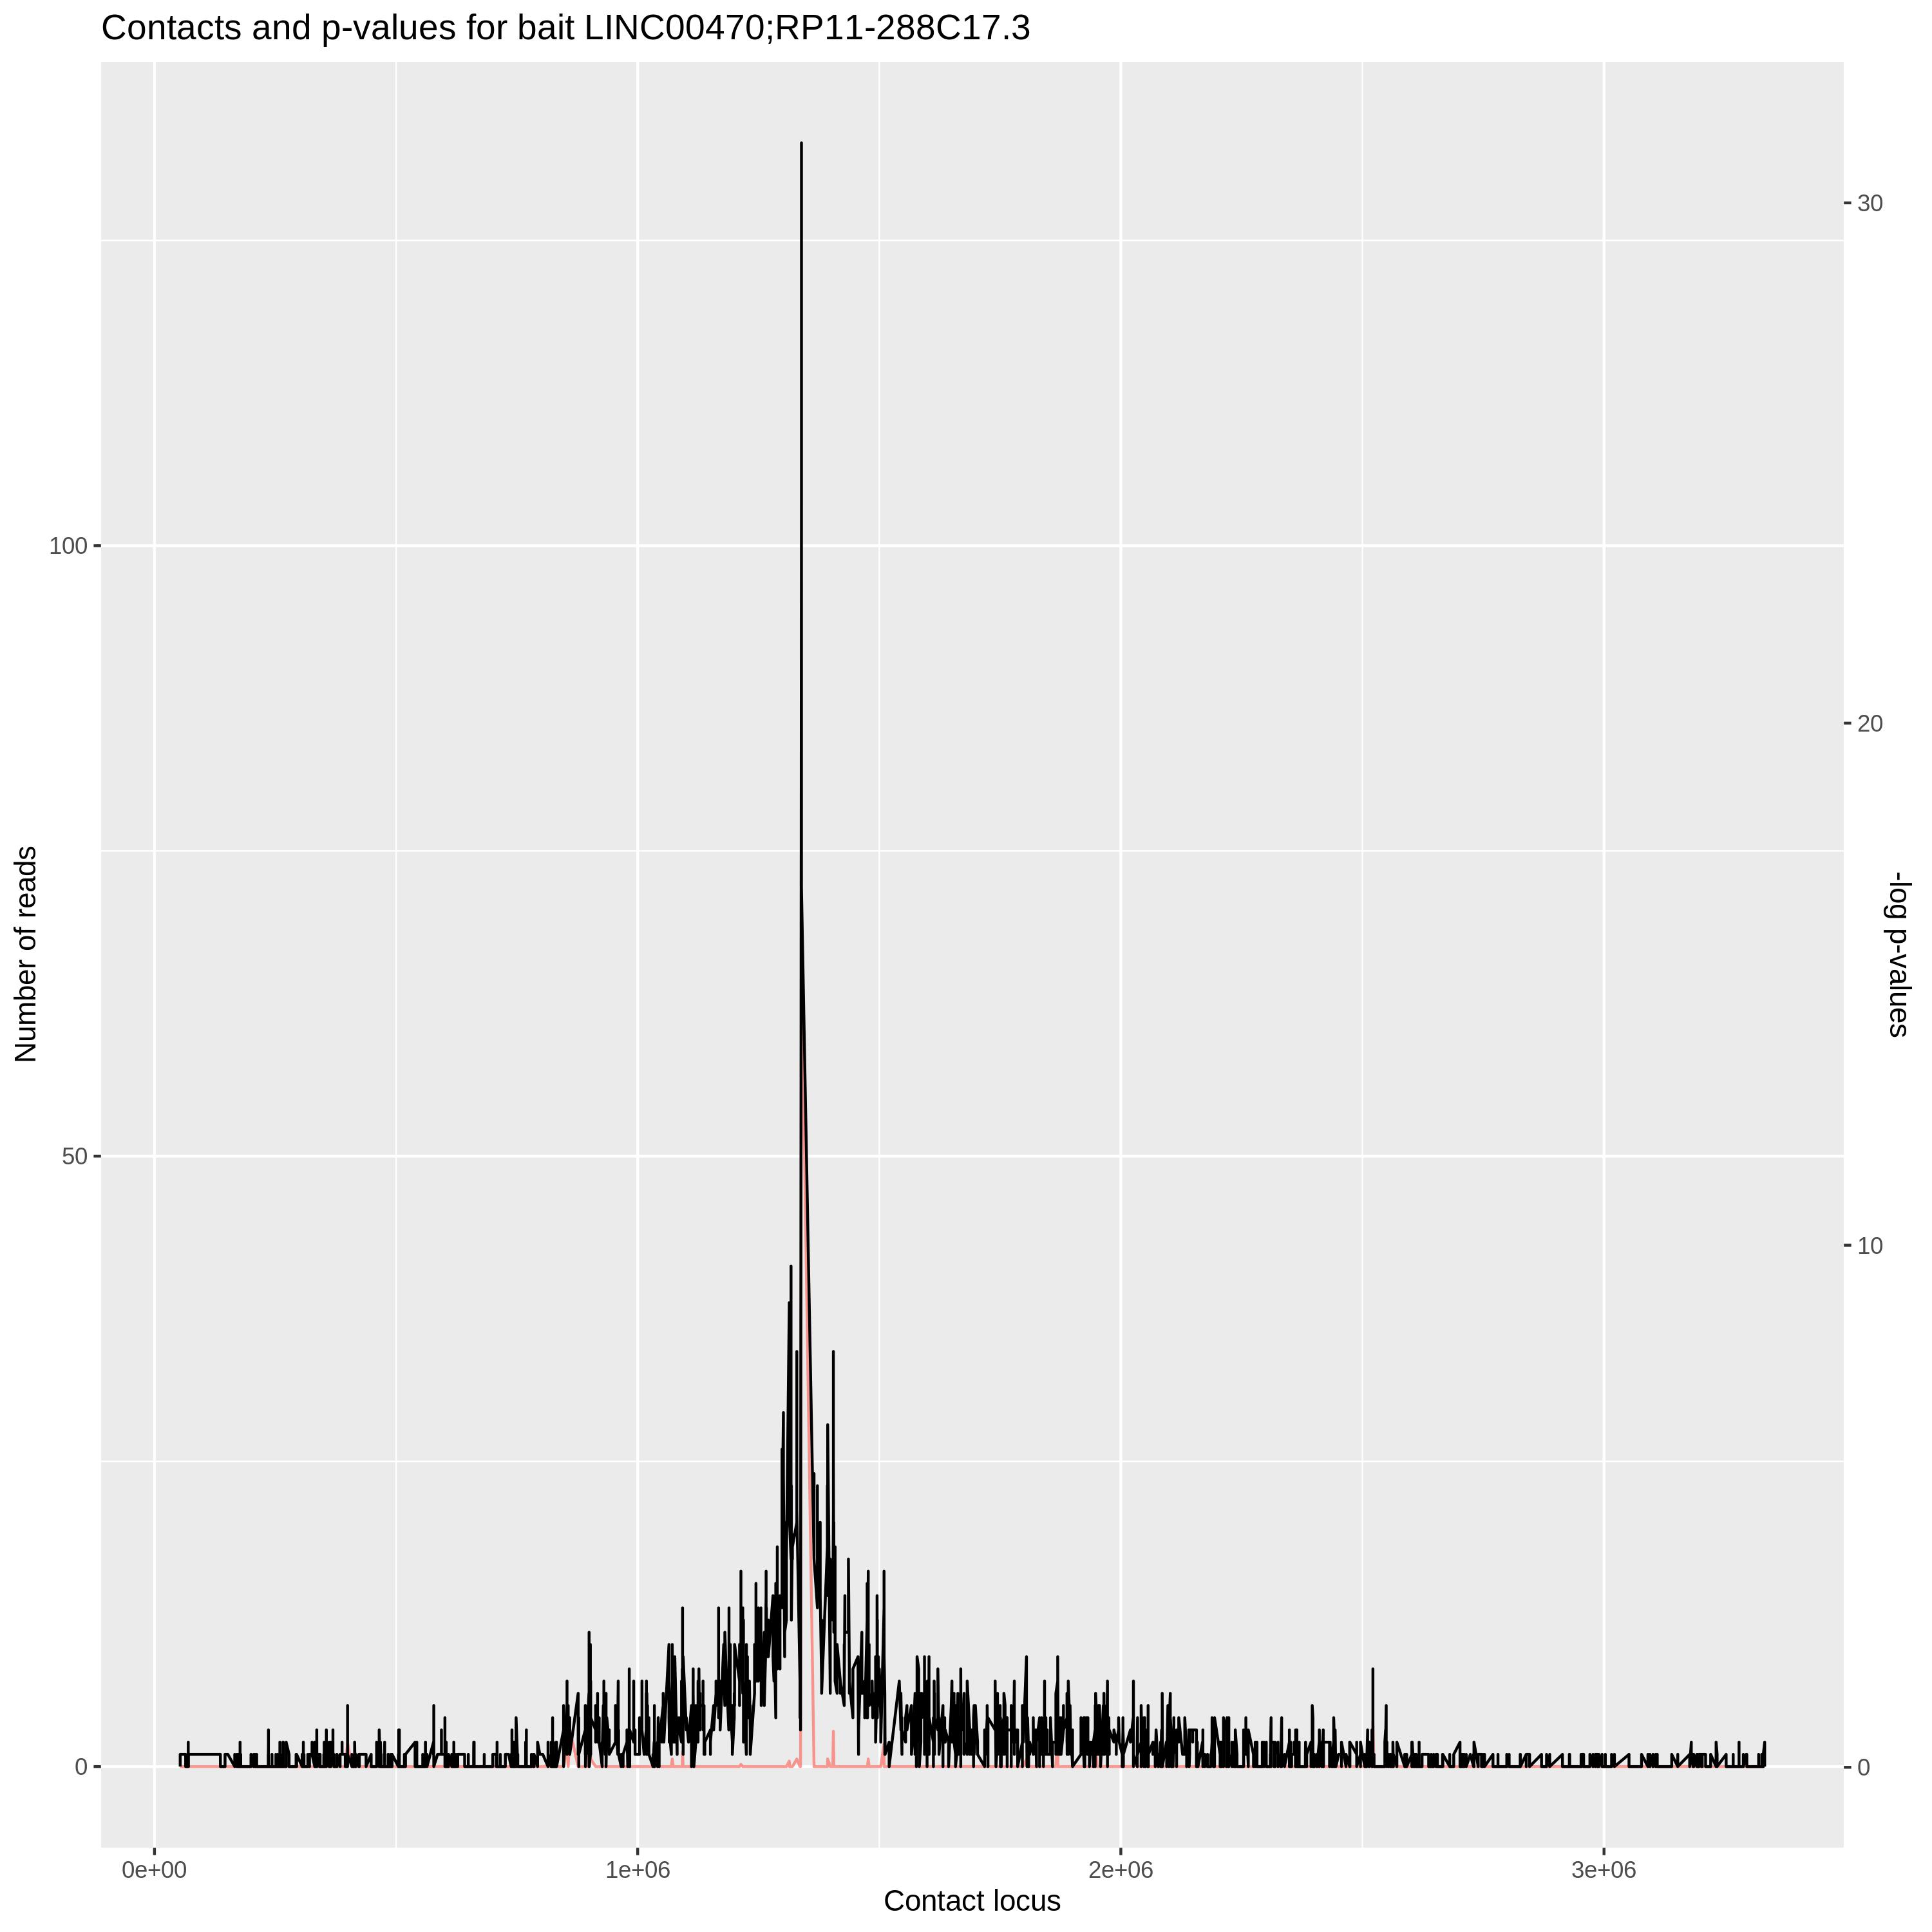 Contacts and p-values for bait LINC00470;RP11-288C17.3
Number of reads
100
50
0
30
20
10
0
-log p-values
0e+00 1e+06 2e+06 3e+06
Contact locus